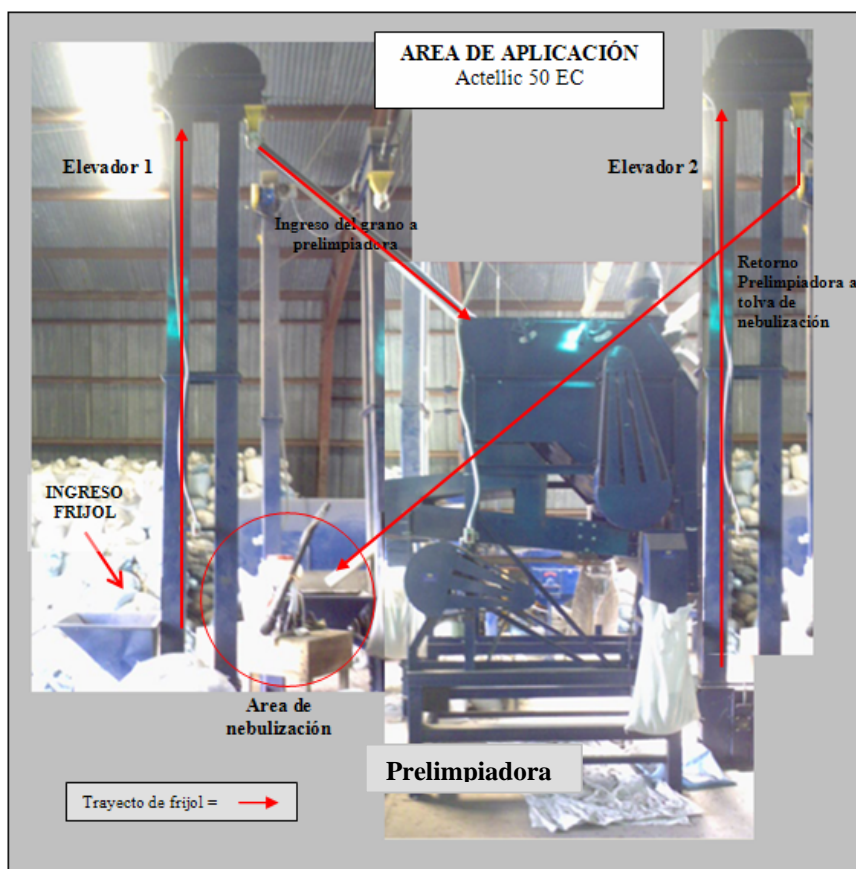 AREA DE APLICACIÓN
Actellic 50 EC
Elevador 1
Elevador 2
Ingreso del grano a
prelimpiadora
Retorno
Prelimpiadora a
tolva de
nebulización
INGRESO
FRIJOL
Area de
nebulización
Prelimpiadora
Trayecto de frijol =